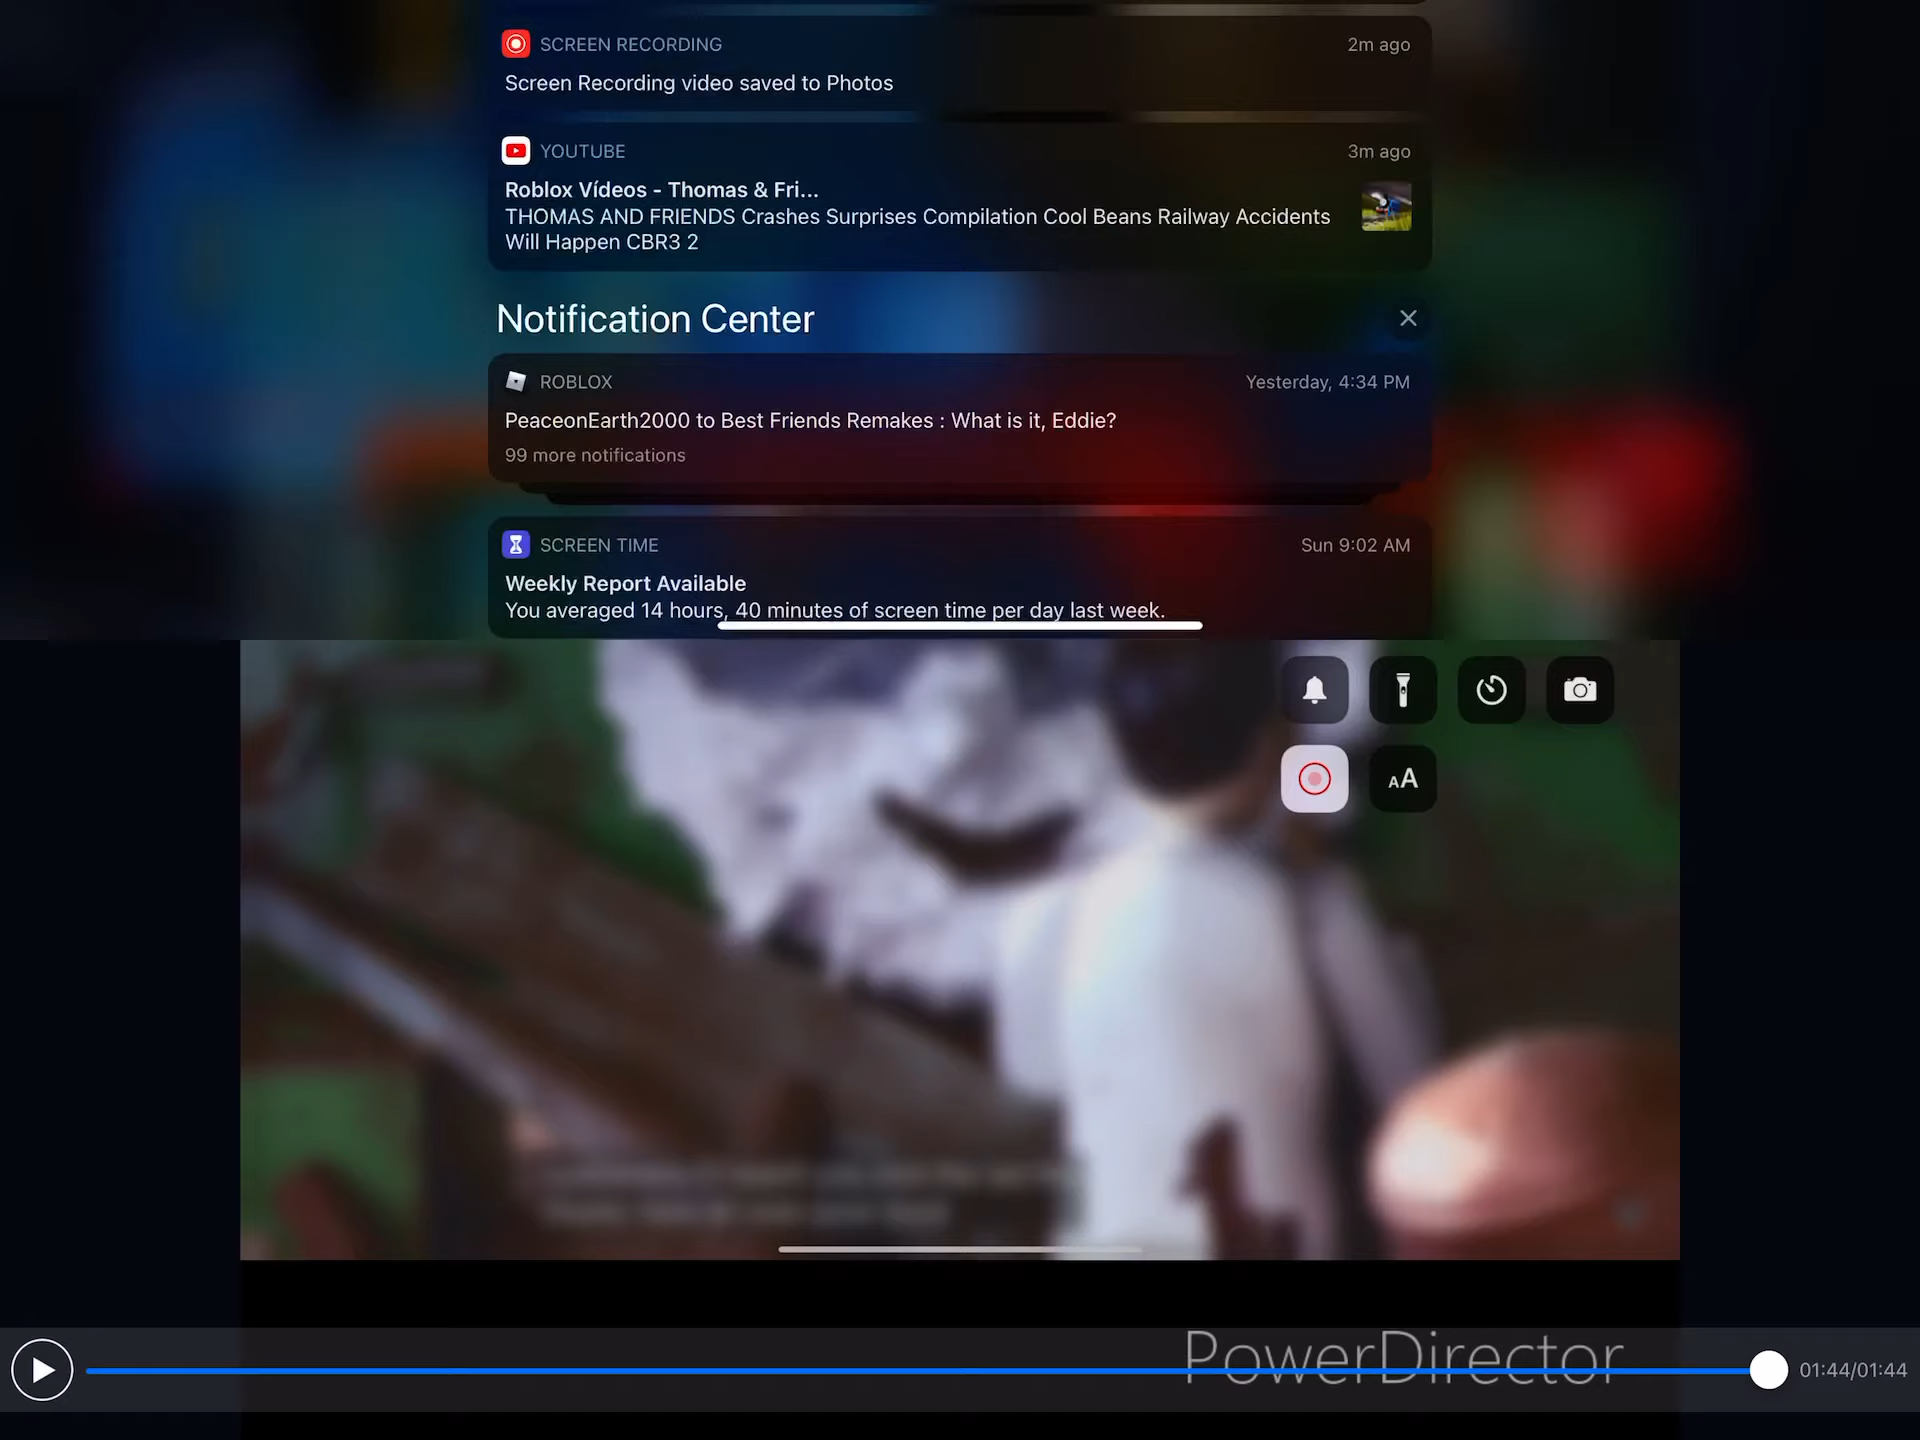 SCREEN RECORDING
2m ago
Screen Recording video saved to Photos
YOUTUBE
3m ago
Roblox Vídeos - Thomas & Fri...
THOMAS AND FRIENDS Crashes Surprises Compilation Cool Beans Railway Accidents
Will Happen CBR3 2
Notification Center
ROBLOX
Yesterday, 4:34 PM
PeaceonEarth2000 to Best Friends Remakes : What is it, Eddie?
99 more notifications
SCREEN TIME
Sun 9:02 AM
Weekly Report Available
You averaged 14 hours, 40 minutes of screen time per day last week.
AA
PowerDirector
01:44/01:44